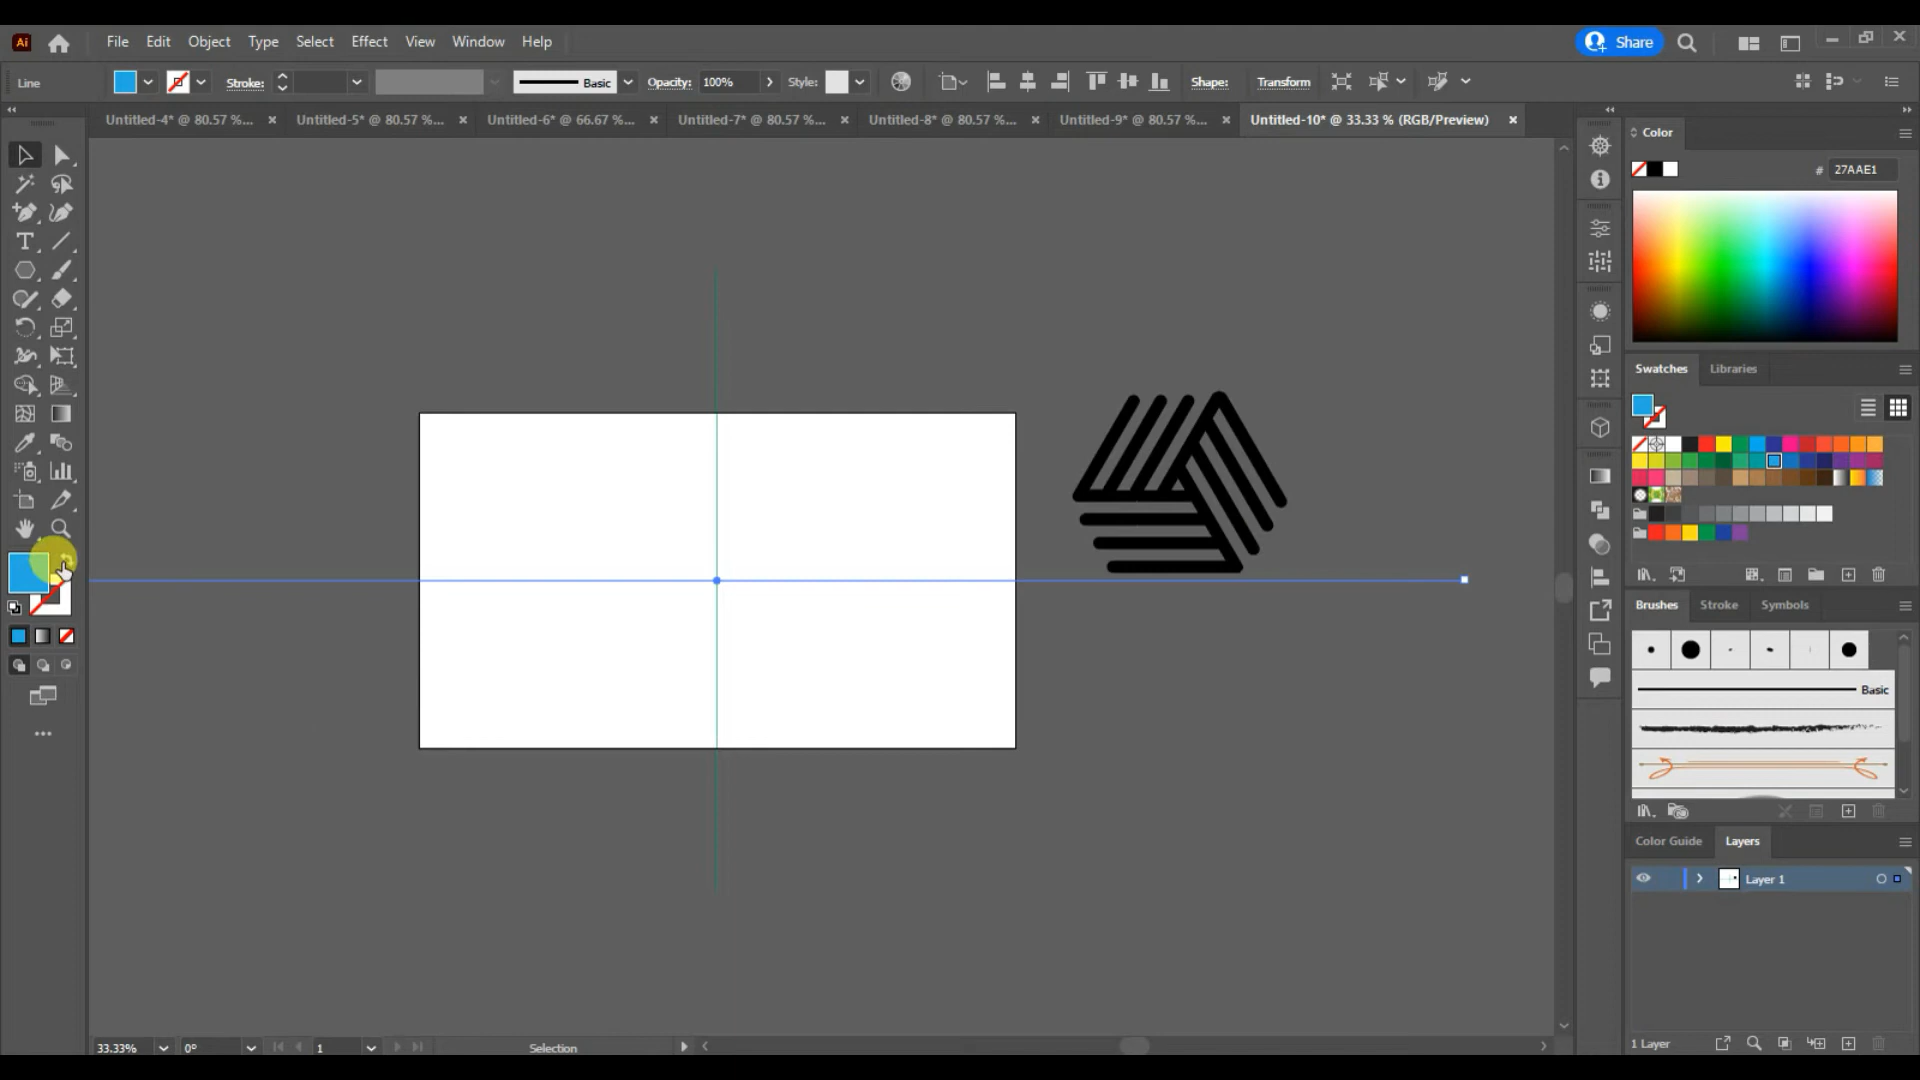 Ai File Edit Object Type Select Effect View Window Help Share
Line Stroke: Basic Opacity: 100% Style: Shape: Transform
Untitled-4* @ 80.57 %... × Untitled-5* @ 80.57 %... × Untitled-6* @ 66.67 %... × Untitled-7* @ 80.57 %... × Untitled-8* @ 80.57 %... × Untitled-9* @ 80.57 %... × Untitled-10* @ 33.33 % (RGB/Preview) ×
Color
# 27AAE1
Swatches Libraries
Brushes Stroke Symbols
Basic
Color Guide Layers
Layer 1
1 Layer
33.33% 0° 1 Selection